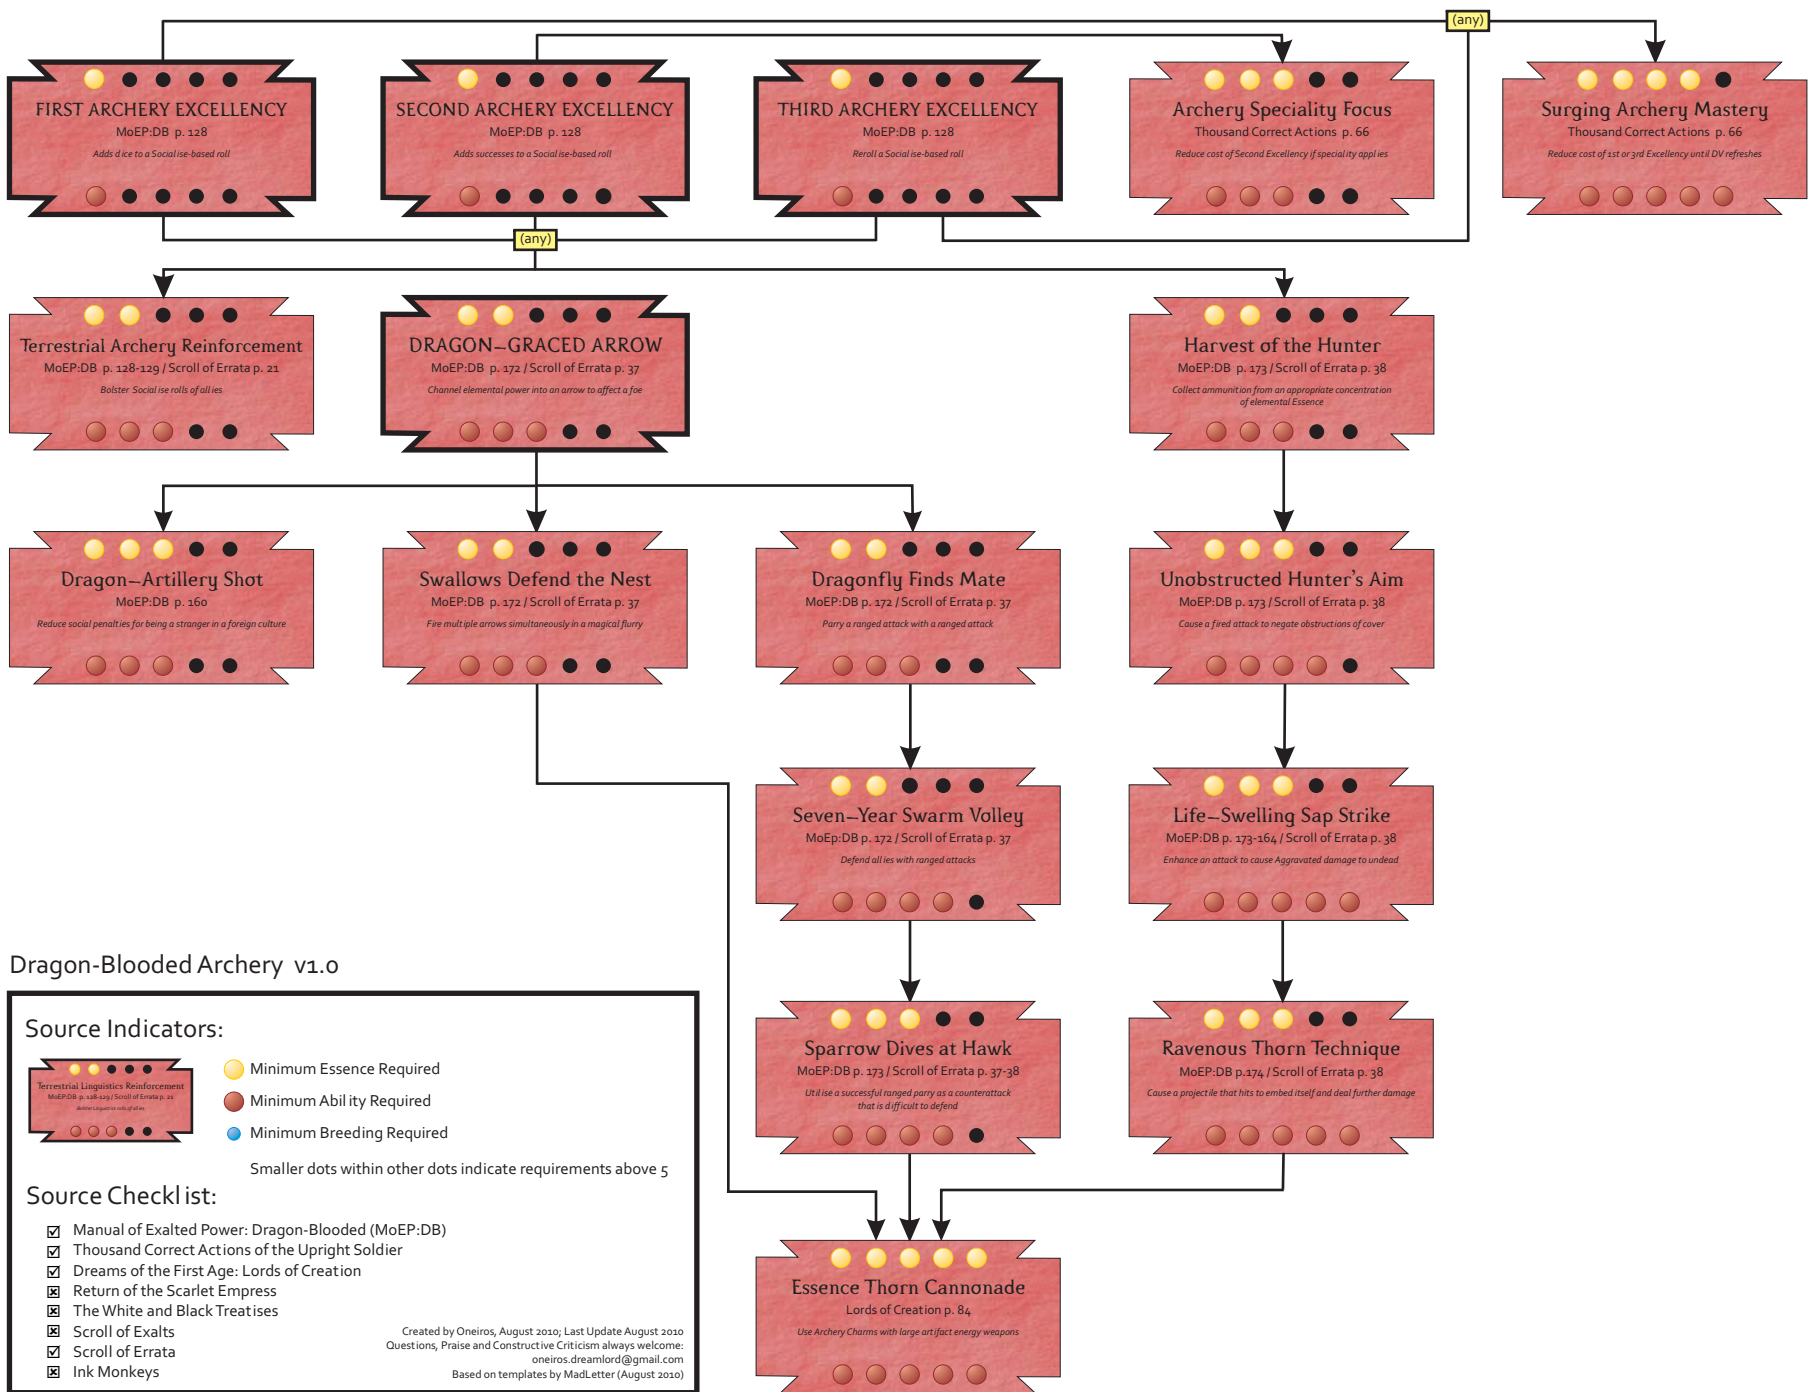 (any)
FIRST ARCHERY EXCELLENCY
MoEP:DB p. 128
Adds dice to a Socialise-based roll
SECOND ARCHERY EXCELLENCY
MoEP:DB p. 128
Adds successes to a Socialise-based roll
THIRD ARCHERY EXCELLENCY
MoEP:DB p. 128
Reroll a Socialise-based roll
Archery Speciality Focus
Thousand Correct Actions p. 66
Reduce cost of Second Excellency if speciality applies
Surging Archery Mastery
Thousand Correct Actions p. 66
Reduce cost of 1st or 3rd Excellency until DV refreshes
(any)
Terrestrial Archery Reinforcement
MoEP:DB p. 128-129 / Scroll of Errata p. 21
Bolster Socialise rolls of allies
DRAGON-GRACED ARROW
MoEP:DB p. 172 / Scroll of Errata p. 37
Channel elemental power into an arrow to affect a foe
Harvest of the Hunter
MoEP:DB p. 173 / Scroll of Errata p. 38
Collect ammunition from an appropriate concentration
of elemental Essence
Dragon-Artillery Shot
MoEP:DB p. 160
Reduce social penalties for being a stranger in a foreign culture
Swallows Defend the Nest
MoEP:DB p. 172 / Scroll of Errata p. 37
Fire multiple arrows simultaneously in a magical flurry
Dragonfly Finds Mate
MoEP:DB p. 172 / Scroll of Errata p. 37
Parry a ranged attack with a ranged attack
Unobstructed Hunter's Aim
MoEP:DB p. 173 / Scroll of Errata p. 38
Cause a fired attack to negate obstructions of cover
Seven-Year Swarm Volley
MoEp:DB p. 172 / Scroll of Errata p. 37
Defend allies with ranged attacks
Life-Swelling Sap Strike
MoEP:DB p. 173-164 / Scroll of Errata p. 38
Enhance an attack to cause Aggravated damage to undead
Sparrow Dives at Hawk
MoEP:DB p. 173 / Scroll of Errata p. 37-38
Utilise a successful ranged parry as a counterattack
that is difficult to defend
Ravenous Thorn Technique
MoEP:DB p.174 / Scroll of Errata p. 38
Cause a projectile that hits to embed itself and deal further damage
Essence Thorn Cannonade
Lords of Creation p. 84
Use Archery Charms with large artifact energy weapons
Dragon-Blooded Archery v1.0
Source Indicators:
Terrestrial Linguistics Reinforcement
MoEP:DB p. 128-129 / Scroll of Errata p. 21
Bolster Linguistics rolls of allies
Minimum Essence Required
Minimum Ability Required
Minimum Breeding Required
Smaller dots within other dots indicate requirements above 5
Source Checklist:
Manual of Exalted Power: Dragon-Blooded (MoEP:DB)
Thousand Correct Actions of the Upright Soldier
Dreams of the First Age: Lords of Creation
Return of the Scarlet Empress
The White and Black Treatises
Scroll of Exalts
Scroll of Errata
Ink Monkeys
Created by Oneiros, August 2010; Last Update August 2010
Questions, Praise and Constructive Criticism always welcome:
oneiros.dreamlord@gmail.com
Based on templates by MadLetter (August 2010)